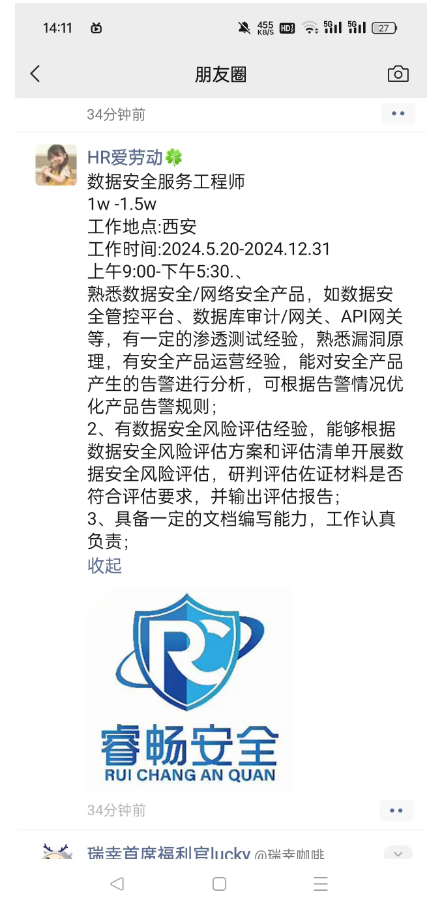 14:11
455
KB/S
HD
5G
5G
27
朋友圈
34分钟前
HR爱劳动🍀
数据安全服务工程师
1w -1.5w
工作地点:西安
工作时间:2024.5.20-2024.12.31
上午9:00-下午5:30.、
熟悉数据安全/网络安全产品，如数据安
全管控平台、数据库审计/网关、API网关
等，有一定的渗透测试经验，熟悉漏洞原
理，有安全产品运营经验，能对安全产品
产生的告警进行分析，可根据告警情况优
化产品告警规则；
2、有数据安全风险评估经验，能够根据
数据安全风险评估方案和评估清单开展数
据安全风险评估，研判评估佐证材料是否
符合评估要求，并输出评估报告；
3、具备一定的文档编写能力，工作认真
负责；
收起
RC
睿畅安全
RUI CHANG AN QUAN
34分钟前
瑞幸首席福利官lucky @瑞幸咖啡